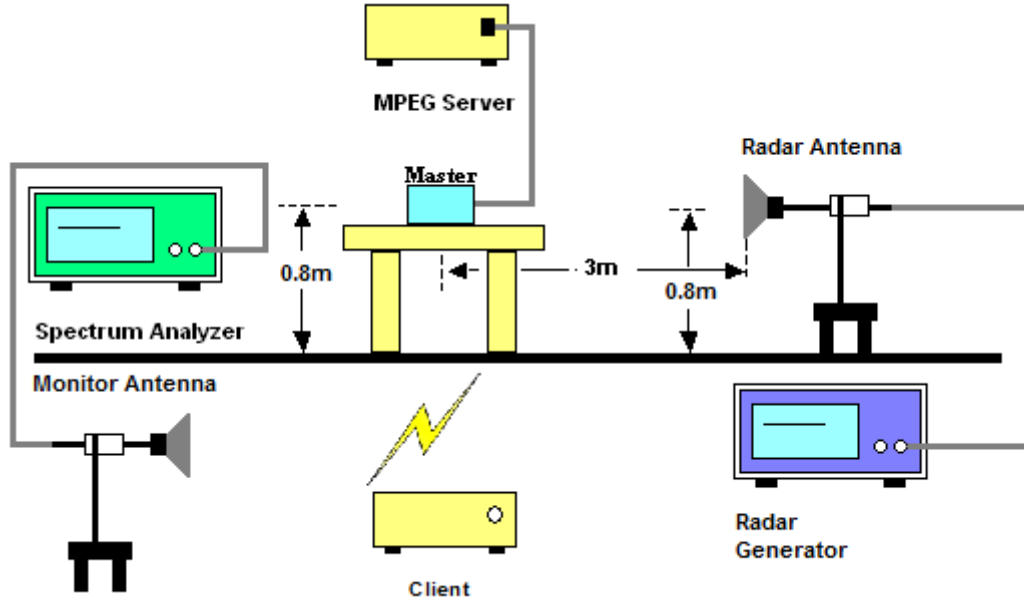 MPEG Server
Radar Antenna
Master
0.8m
3m
0.8m
Spectrum Analyzer
Monitor Antenna
Radar
Generator
Client